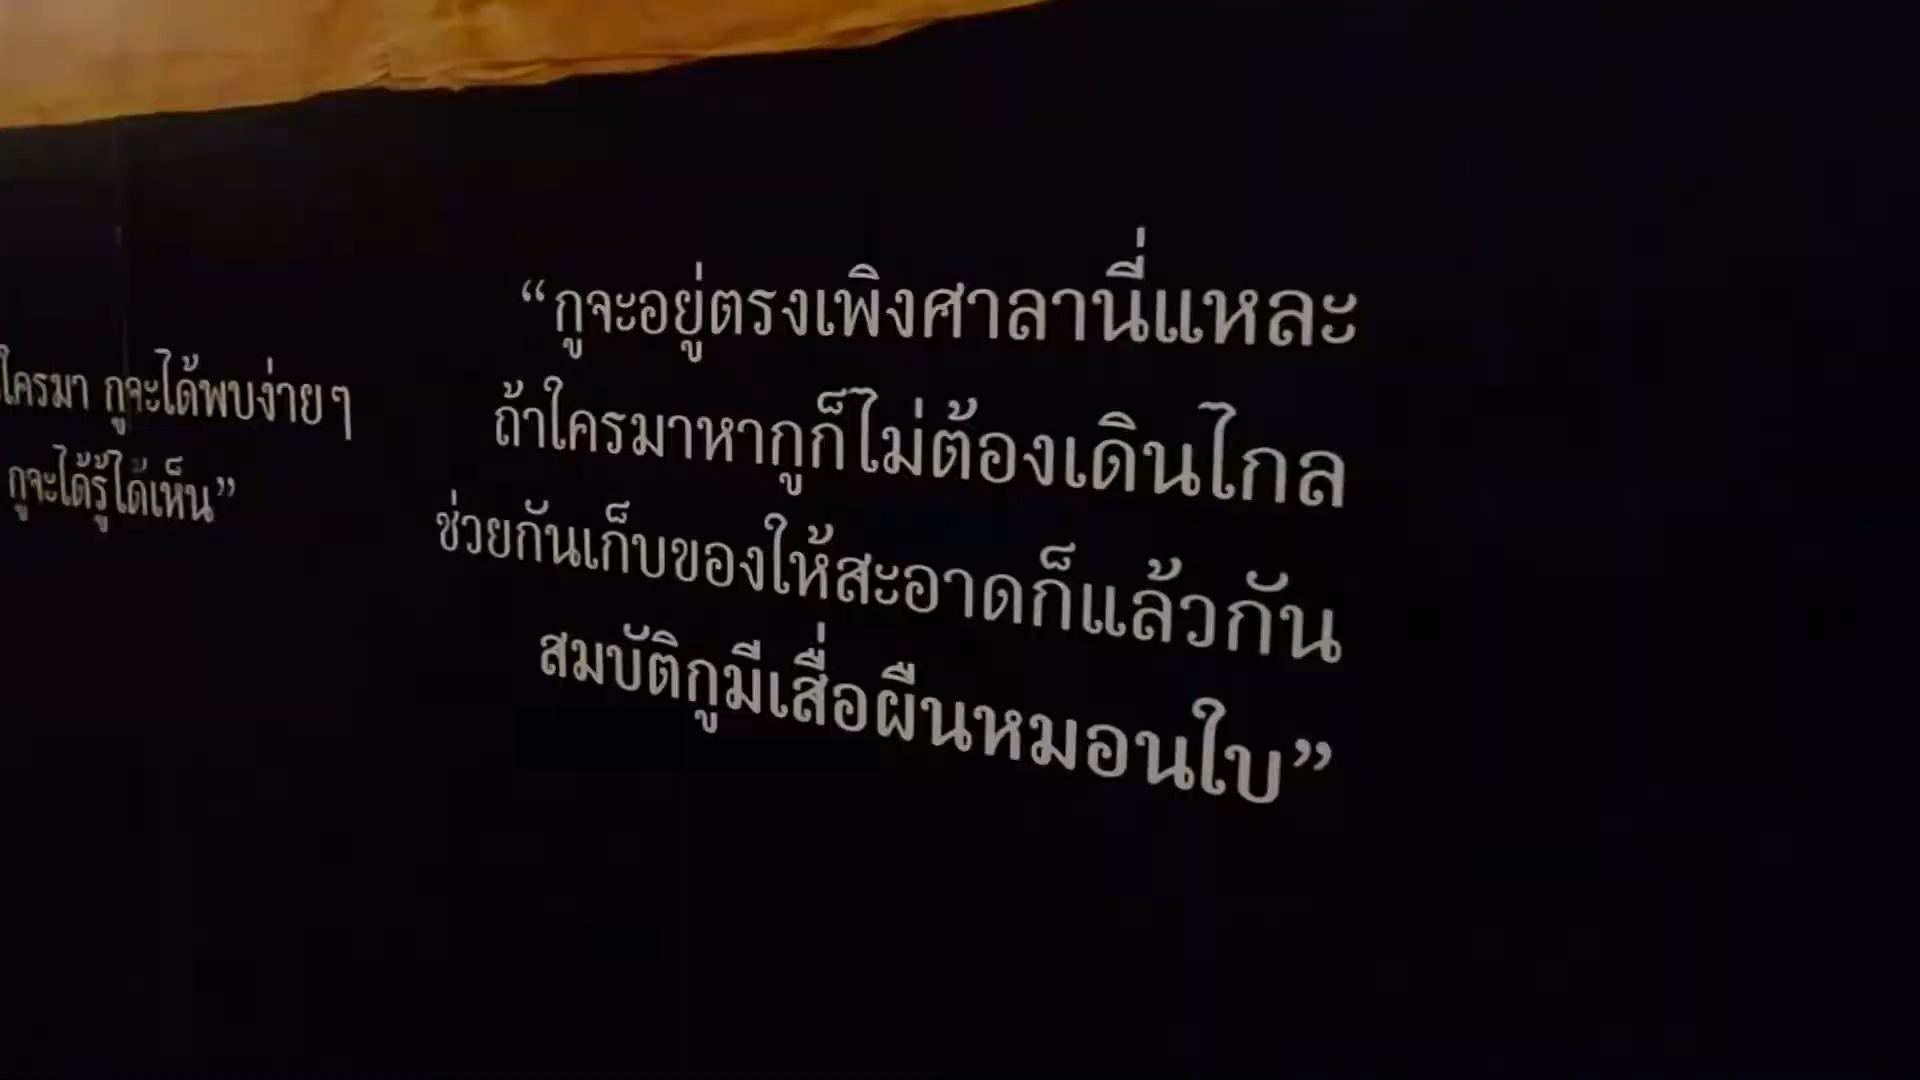 ใครมา กูจะได้พบง่ายๆ
กูจะได้รู้ได้เห็น”
“กูจะอยู่ตรงเพิงศาลานี่แหละ
ถ้าใครมาหากูก็ไม่ต้องเดินไกล
ช่วยกันเก็บของให้สะอาดก็แล้วกัน
สมบัติกูมีเสื่อผืนหมอนใบ”